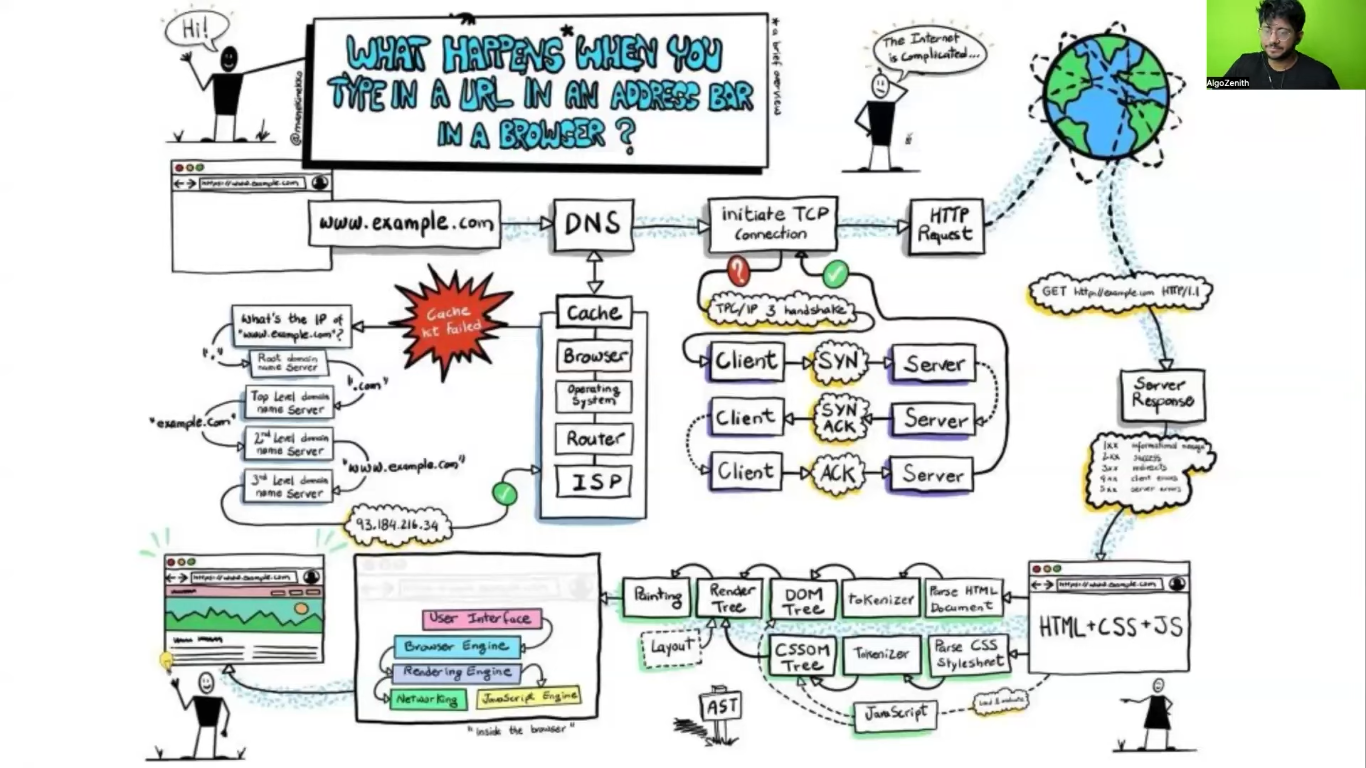 Hi!
WHAT HAPPENS* WHEN YOU
TYPE IN A URL IN AN ADDRESS BAR
IN A BROWSER?
* a brief overview
@manekinekko
The Internet
is complicated...
AlgoZenith
https://www.example.com
www.example.com
DNS
initiate TCP
Connection
HTTP
Request
GET http://example.com HTTP/1.1
Cache
hit failed
What's the IP of
"www.example.com"?
"."
Root domain
name Server
".com"
Top Level domain
name Server
"example.com"
2nd Level domain
name Server
"www.example.com"
3rd Level domain
name Server
93.184.216.34
Cache
Browser
Operating
System
Router
ISP
?
TPC/IP 3 handshake
Client
SYN
Server
Client
SYN
ACK
Server
Client
ACK
Server
Server
Response
1xx informational
2xx success
3xx redirects
4xx client errors
5xx server errors
https://www.example.com
HTML+CSS+JS
Parse HTML
Document
Tokenizer
DOM
Tree
Render
Tree
Painting
Layout
Parse CSS
Stylesheet
Tokenizer
CSSOM
Tree
JavaScript
AST
User Interface
Browser Engine
Rendering Engine
Networking
JavaScript Engine
"inside the browser"
https://www.example.com